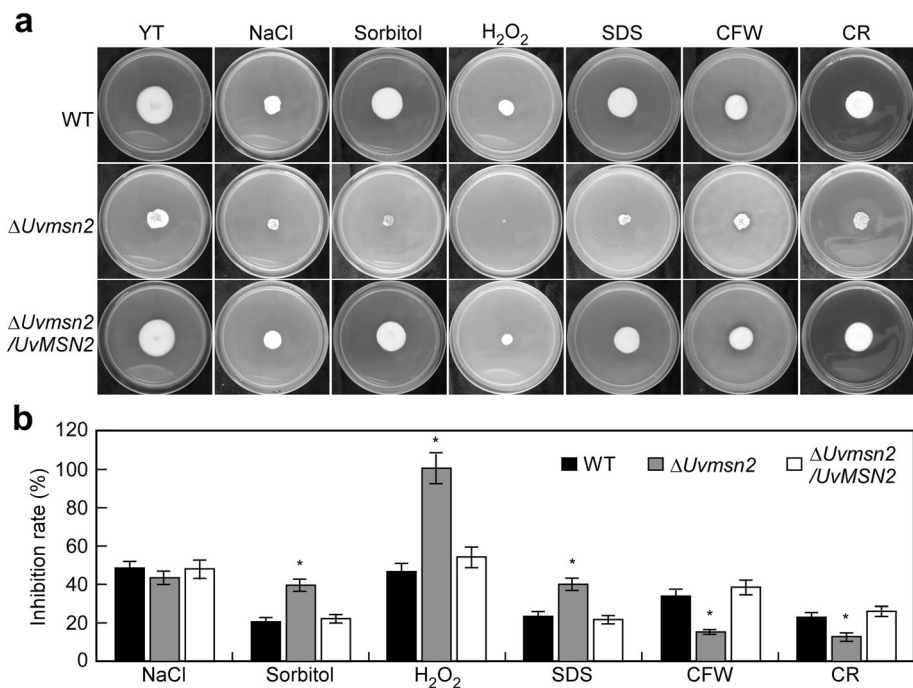 a
YT NaCl Sorbitol H₂O₂ SDS CFW CR
WT
ΔUvmsn2
ΔUvmsn2
/UvMSN2
b
Inhibition rate (%)
120
100
80
60
40
20
0
WT ΔUvmsn2 ΔUvmsn2
/UvMSN2
* * * * *
NaCl Sorbitol H₂O₂ SDS CFW CR